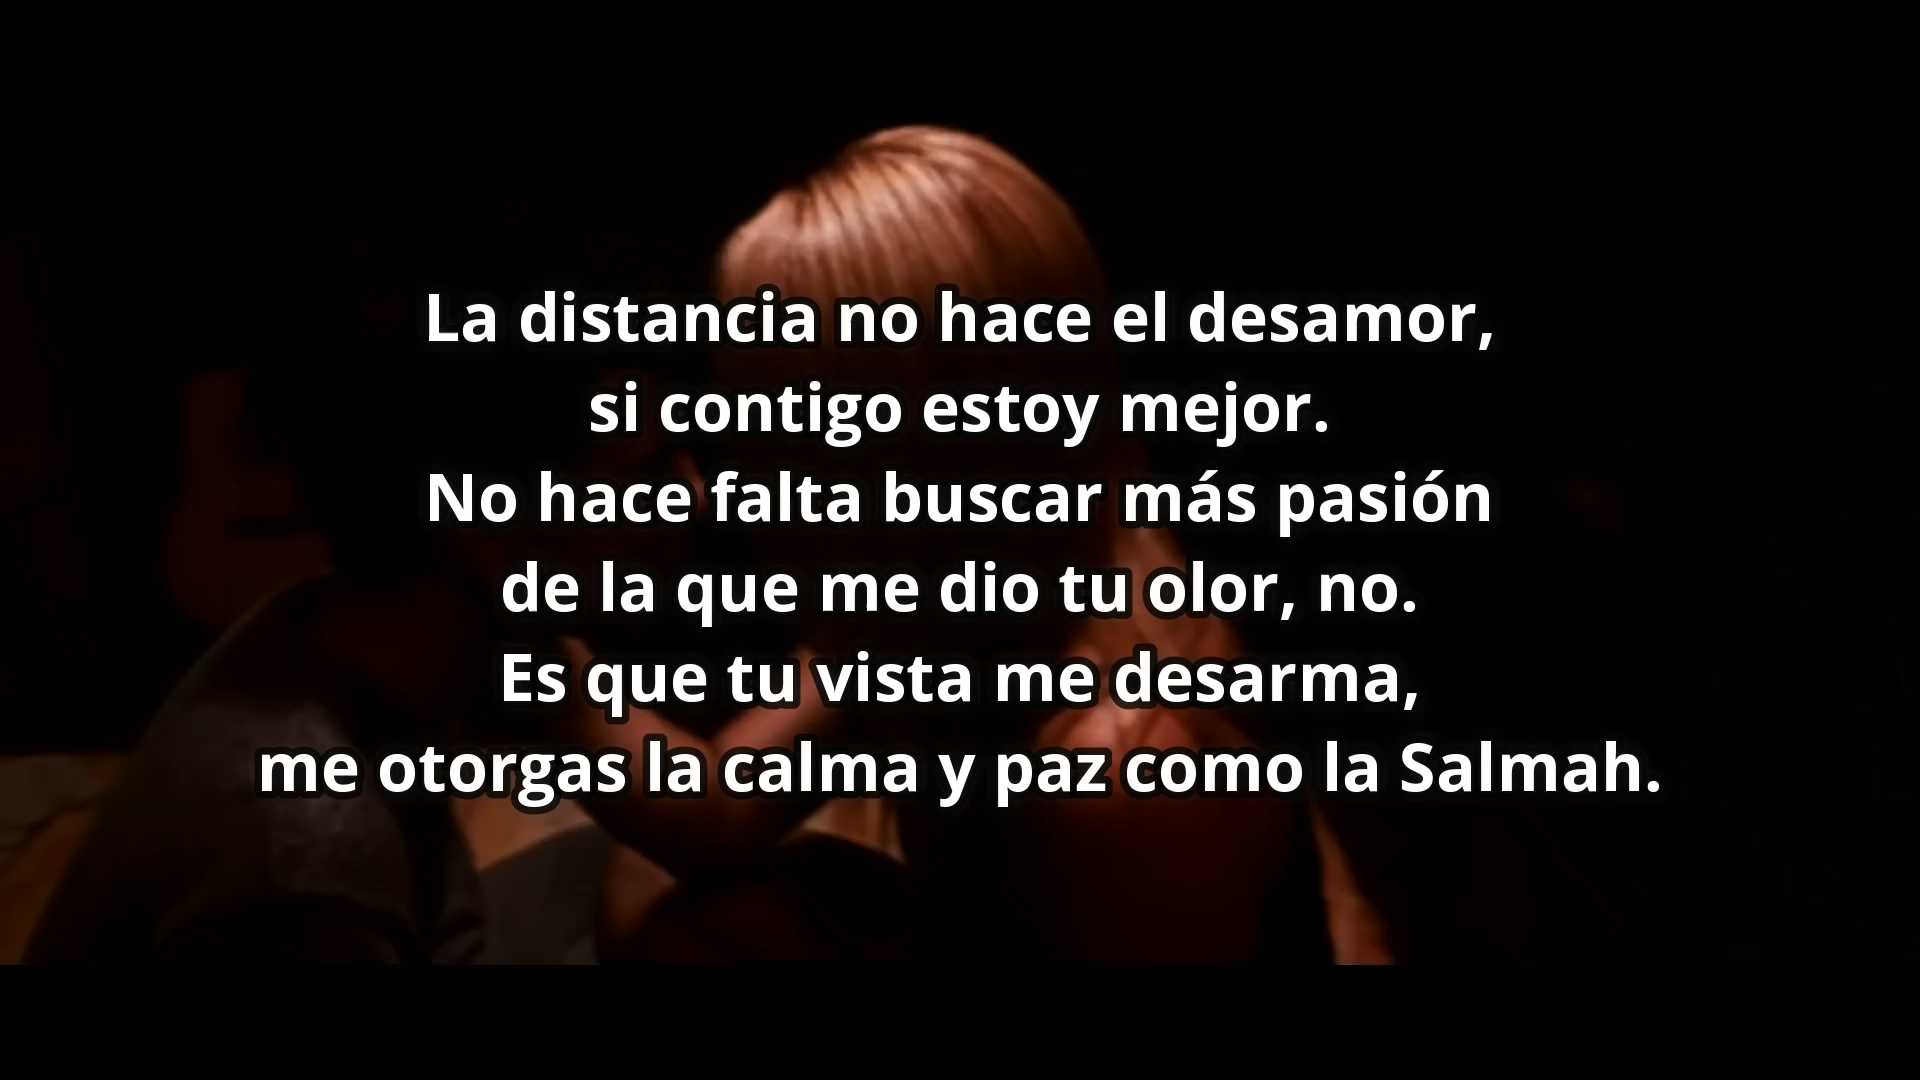 La distancia no hace el desamor,
si contigo estoy mejor.
No hace falta buscar más pasión
de la que me dio tu olor, no.
Es que tu vista me desarma,
me otorgas la calma y paz como la Salmah.